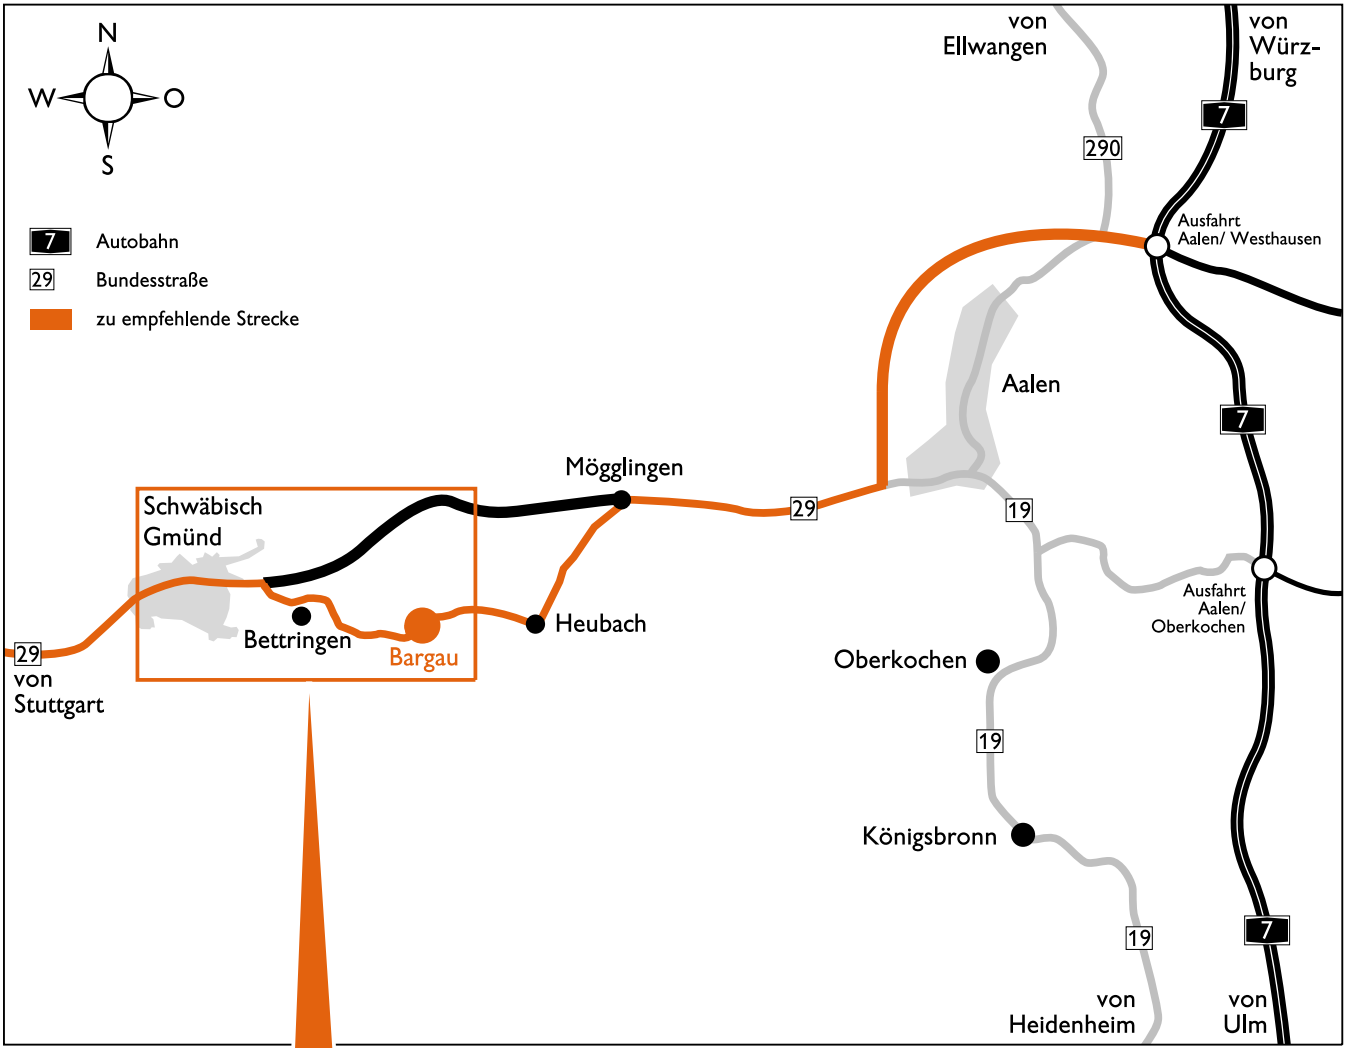 N
W
O
S
7 Autobahn
29 Bundesstraße
zu empfehlende Strecke
von
Ellwangen
von
Würz-
burg
7
290
Ausfahrt
Aalen/ Westhausen
Aalen
7
Mögglingen
Schwäbisch
Gmünd
29
19
Bettringen
Bargau
Heubach
Ausfahrt
Aalen/
Oberkochen
29
von
Stuttgart
Oberkochen
19
Königsbronn
19
7
von
Heidenheim
von
Ulm